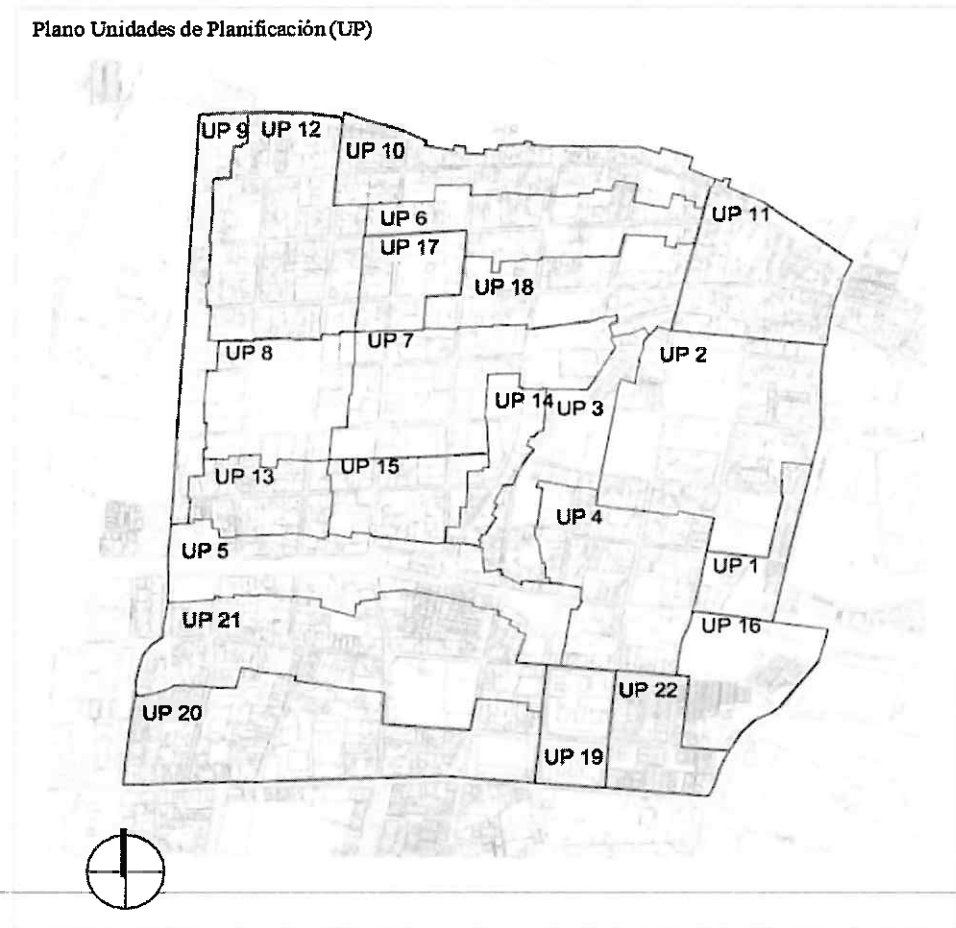 Plano Unidades de Planificación (UP)
UP 9
UP 12
UP 10
UP 6
UP 11
UP 17
UP 18
UP 8
UP 7
UP 2
UP 14
UP 3
UP 13
UP 15
UP 4
UP 5
UP 1
UP 21
UP 16
UP 20
UP 22
UP 19